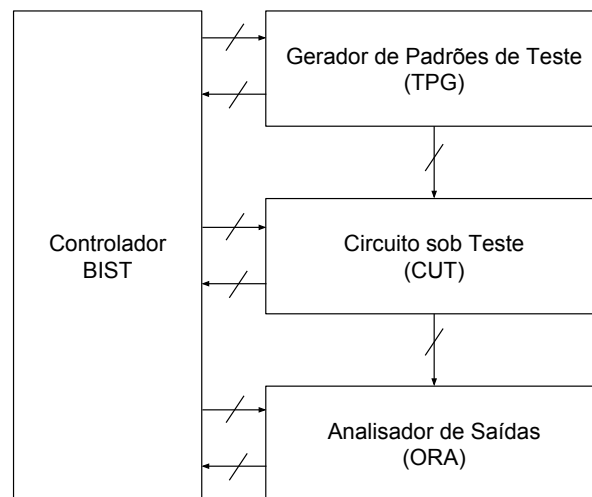 Gerador de Padrões de Teste
(TPG)
Controlador
BIST
Circuito sob Teste
(CUT)
Analisador de Saídas
(ORA)